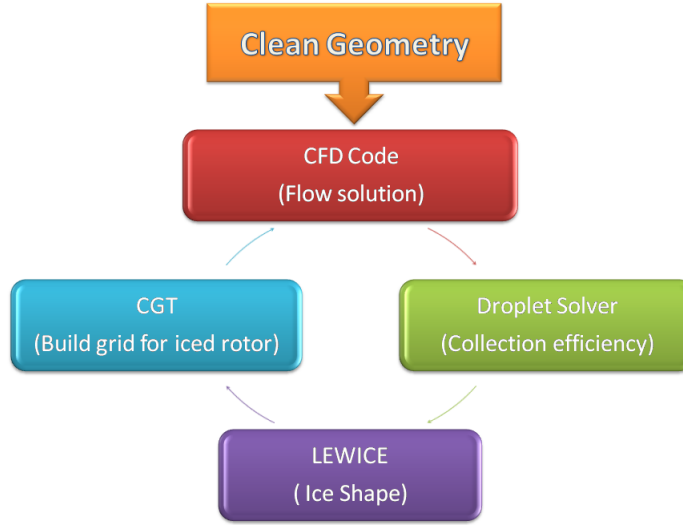 Clean Geometry
CFD Code
(Flow solution)
CGT
(Build grid for iced rotor)
Droplet Solver
(Collection efficiency)
LEWICE
( Ice Shape)